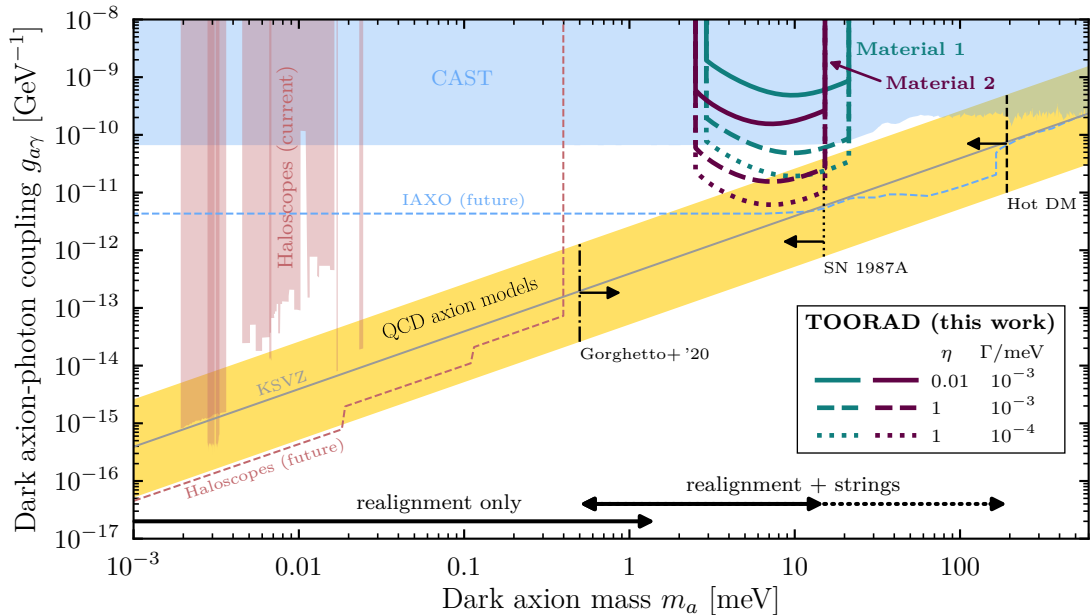 Dark axion-photon coupling g_{aγ} [GeV⁻¹]
10⁻⁸
10⁻⁹
10⁻¹⁰
10⁻¹¹
10⁻¹²
10⁻¹³
10⁻¹⁴
10⁻¹⁵
10⁻¹⁶
10⁻¹⁷
CAST
Haloscopes (current)
Material 1
Material 2
IAXO (future)
Hot DM
SN 1987A
QCD axion models
Gorghetto+ '20
KSVZ
Haloscopes (future)
TOORAD (this work)
η Γ/meV
0.01 10⁻³
1 10⁻³
1 10⁻⁴
realignment only
realignment + strings
10⁻³ 0.01 0.1 1 10 100
Dark axion mass mₐ [meV]